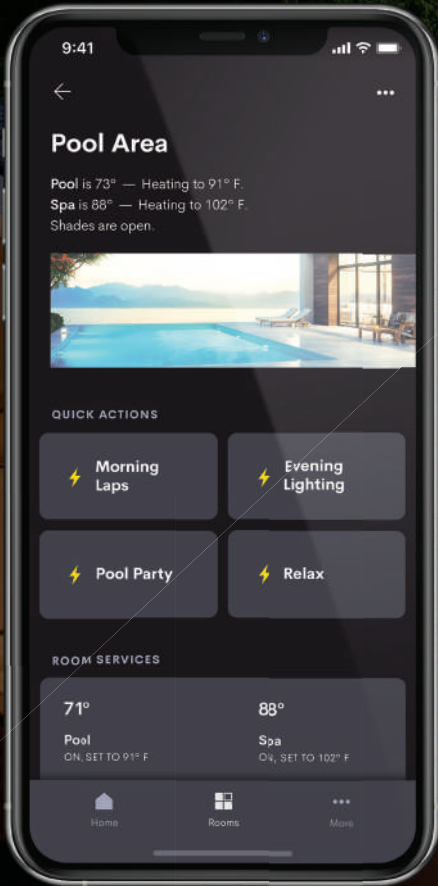 9:41
Pool Area
Pool is 73° — Heating to 91° F.
Spa is 88° — Heating to 102° F.
Shades are open.
QUICK ACTIONS
Morning
Laps
Evening
Lighting
Pool Party
Relax
ROOM SERVICES
71° 88°
Pool Spa
ON, SET TO 91° F ON, SET TO 102° F
Home Rooms More